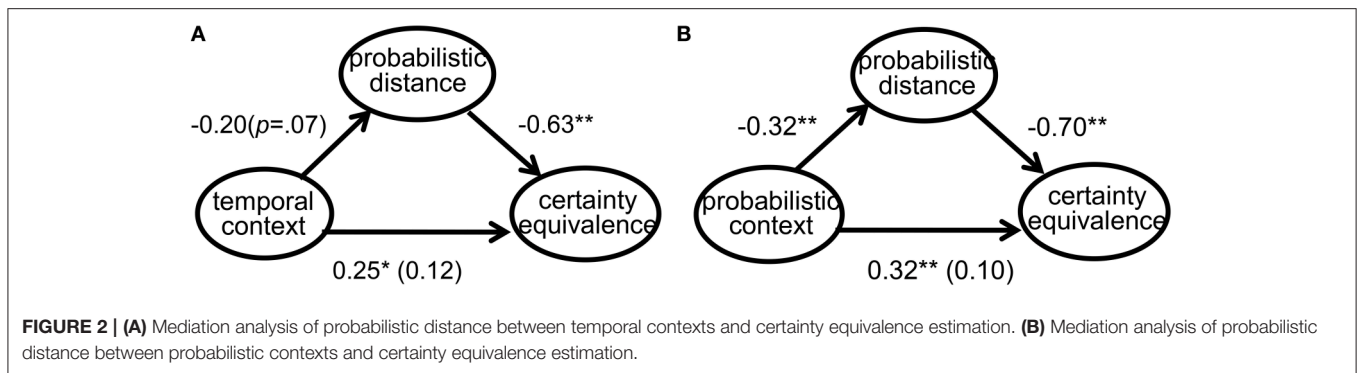 A
probabilistic
distance
-0.20(p=.07)
-0.63**
temporal
context
certainty
equivalence
0.25* (0.12)
B
probabilistic
distance
-0.32**
-0.70**
probabilistic
context
certainty
equivalence
0.32** (0.10)
FIGURE 2 | (A) Mediation analysis of probabilistic distance between temporal contexts and certainty equivalence estimation. (B) Mediation analysis of probabilistic
distance between probabilistic contexts and certainty equivalence estimation.